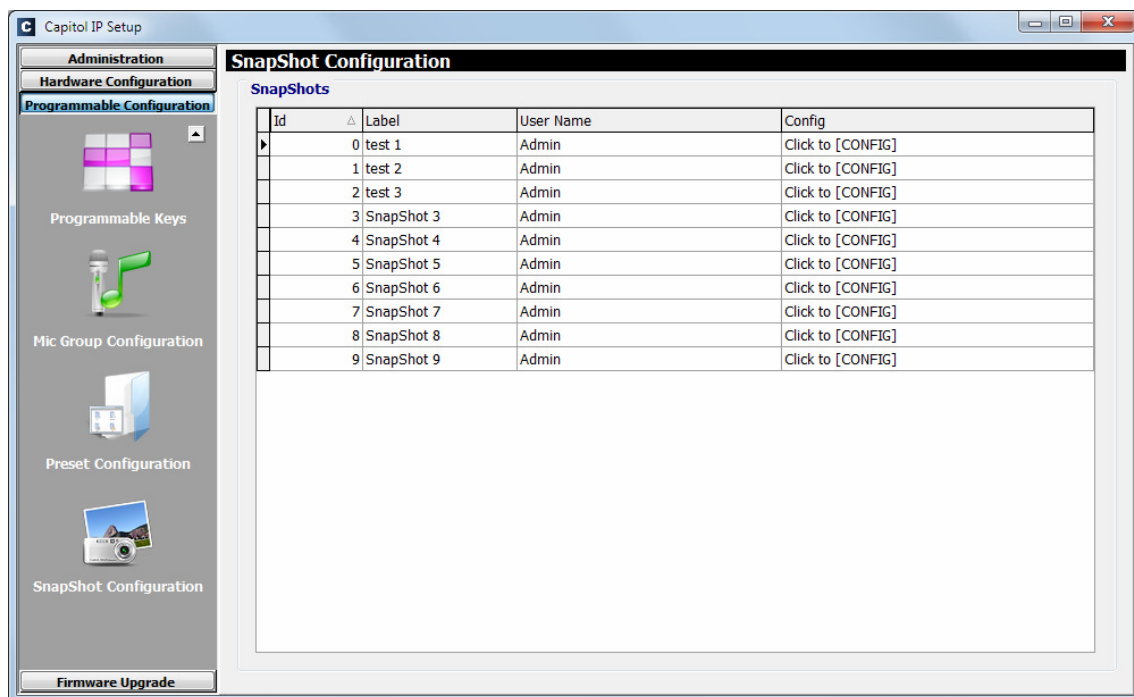 Capitol IP Setup
Administration
Hardware Configuration
Programmable Configuration
Programmable Keys
Mic Group Configuration
Preset Configuration
SnapShot Configuration
Firmware Upgrade
SnapShot Configuration
SnapShots
Id Label User Name Config
0 test 1 Admin Click to [CONFIG]
1 test 2 Admin Click to [CONFIG]
2 test 3 Admin Click to [CONFIG]
3 SnapShot 3 Admin Click to [CONFIG]
4 SnapShot 4 Admin Click to [CONFIG]
5 SnapShot 5 Admin Click to [CONFIG]
6 SnapShot 6 Admin Click to [CONFIG]
7 SnapShot 7 Admin Click to [CONFIG]
8 SnapShot 8 Admin Click to [CONFIG]
9 SnapShot 9 Admin Click to [CONFIG]